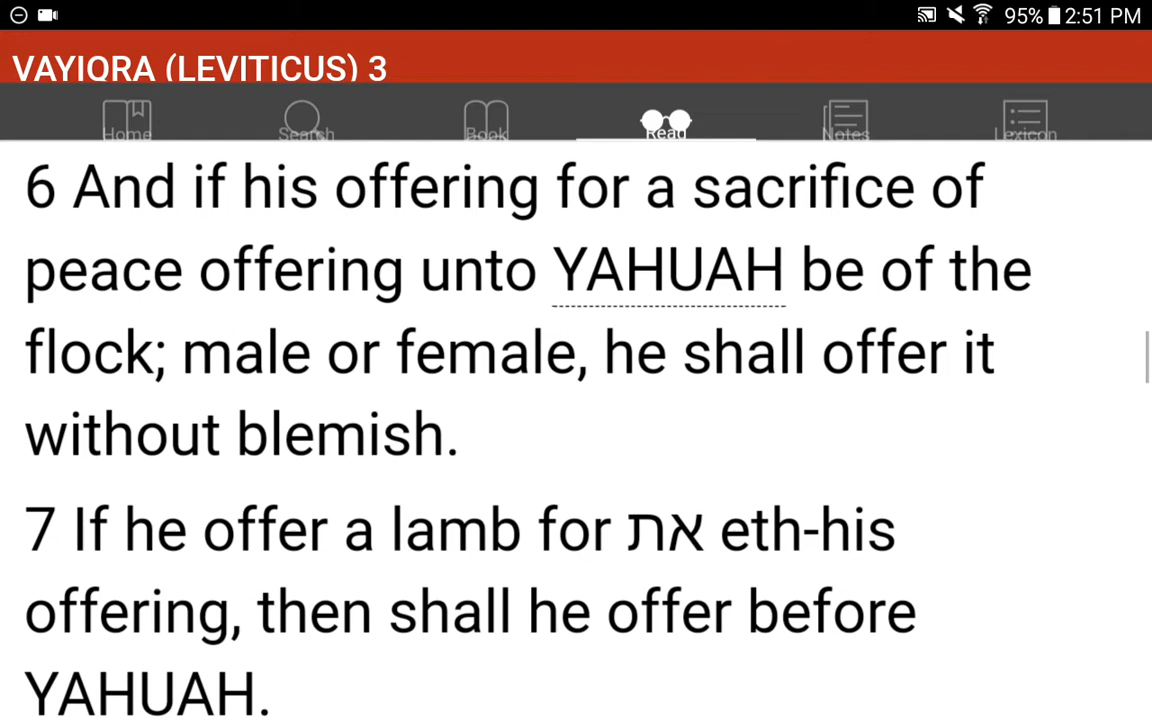 95% 2:51 PM
VAYIQRA (LEVITICUS) 3
Home Search Book Read Notes Lexicon
6 And if his offering for a sacrifice of
peace offering unto YAHUAH be of the
flock; male or female, he shall offer it
without blemish.
7 If he offer a lamb for את eth-his
offering, then shall he offer before
YAHUAH.